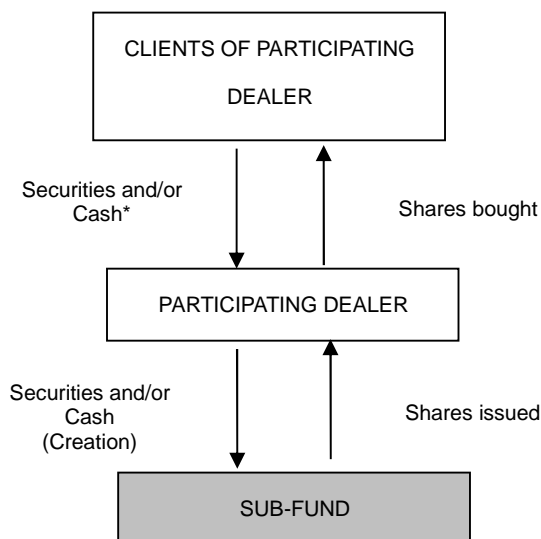 CLIENTS OF PARTICIPATING
DEALER
Securities and/or
Cash*
Shares bought
PARTICIPATING DEALER
Securities and/or
Cash
(Creation)
Shares issued
SUB-FUND